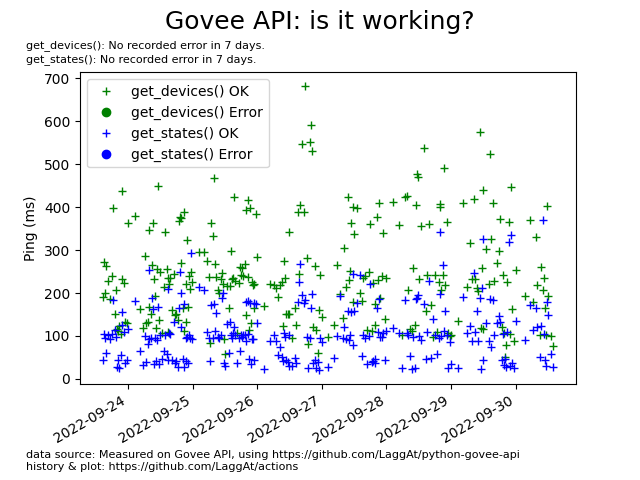 Govee API: is it working?
get_devices(): No recorded error in 7 days.
get_states(): No recorded error in 7 days.
get_devices() OK
get_devices() Error
get_states() OK
get_states() Error
Ping (ms)
700
600
500
400
300
200
100
0
2022-09-24
2022-09-25
2022-09-26
2022-09-27
2022-09-28
2022-09-29
2022-09-30
data source: Measured on Govee API, using https://github.com/LaggAt/python-govee-api
history & plot: https://github.com/LaggAt/actions